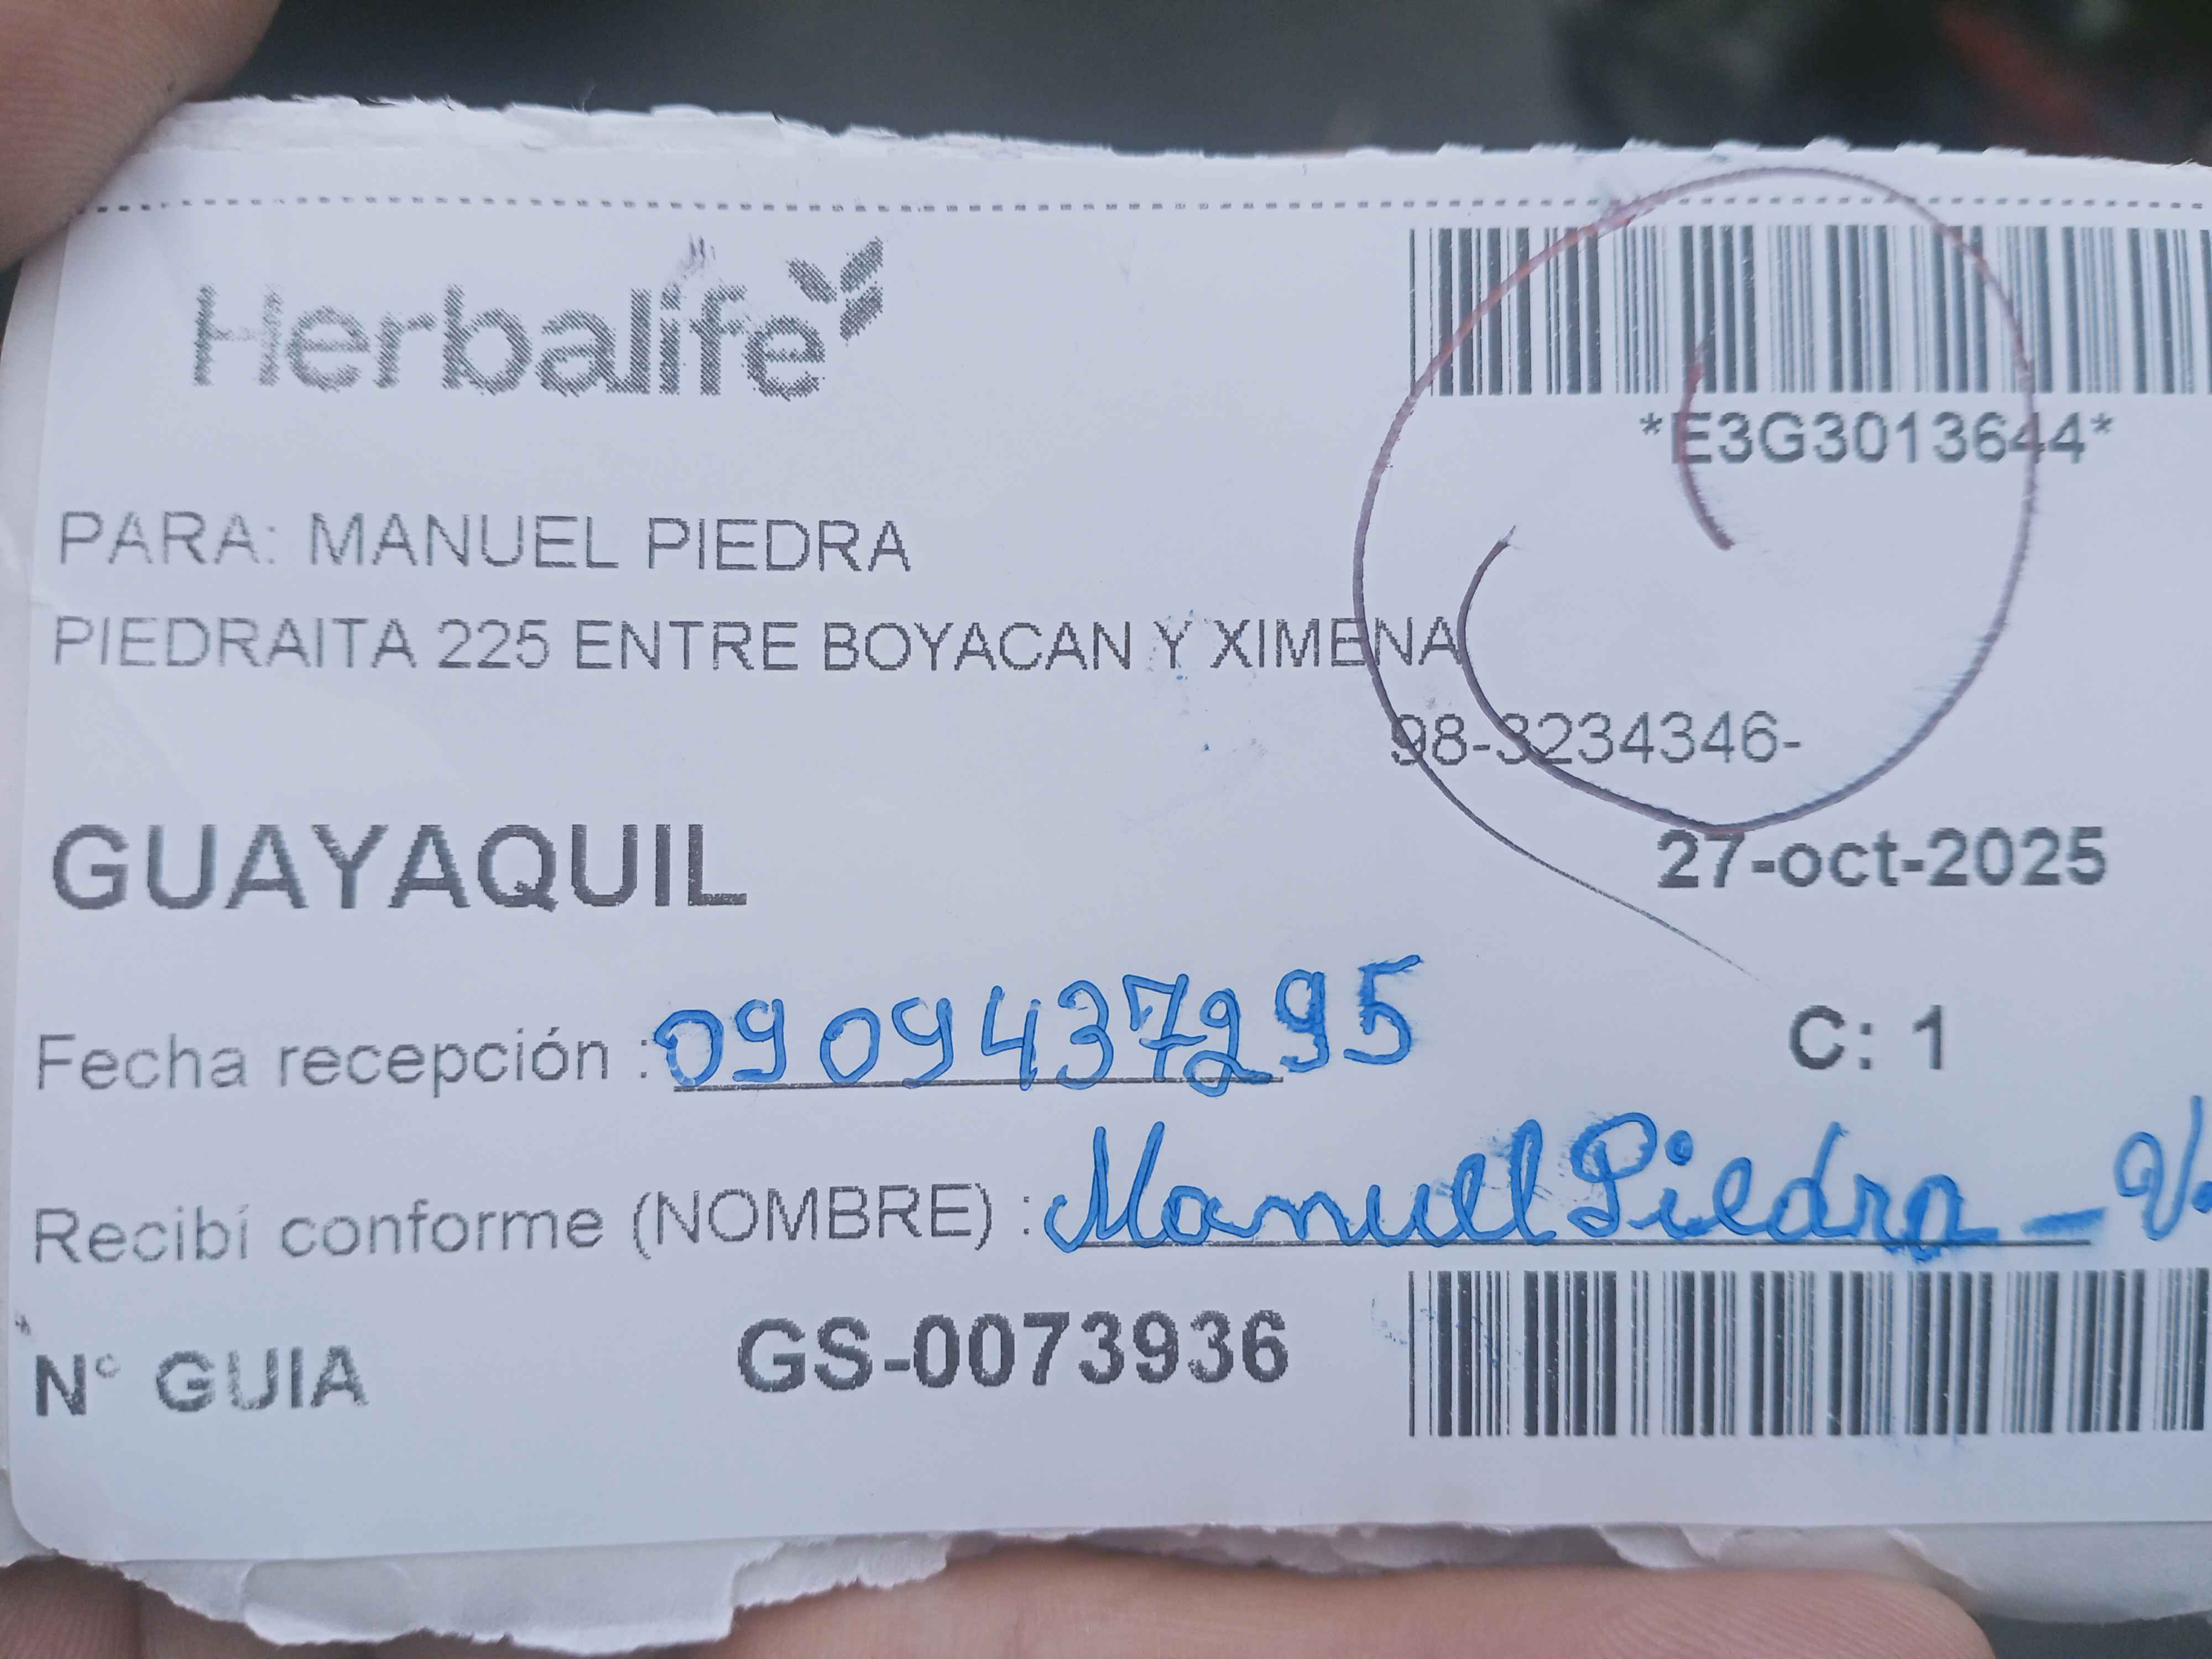 Herbalife
*E3G3013644*
PARA: MANUEL PIEDRA
PIEDRAITA 225 ENTRE BOYACAN Y XIMENA
98-3234346-
GUAYAQUIL
27-oct-2025
Fecha recepción : 0909437295
C: 1
Recibí conforme (NOMBRE) : Manuel Piedra - V.
N° GUIA GS-0073936